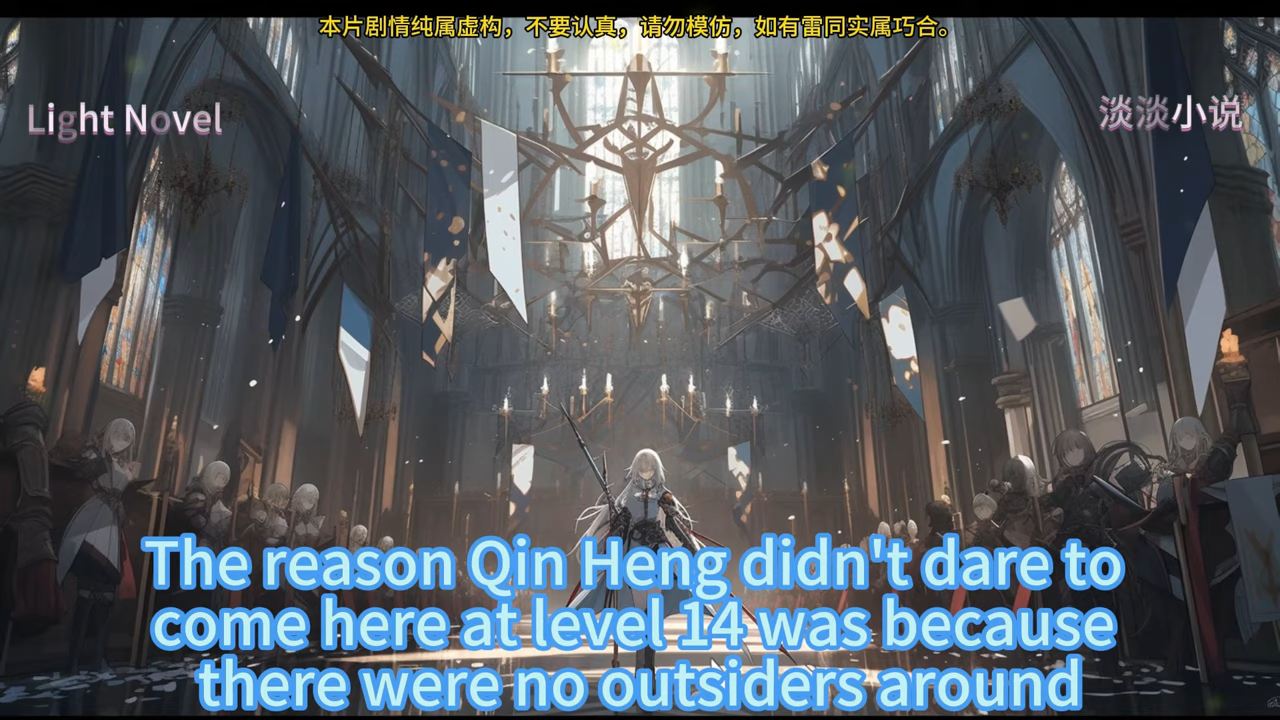 本片剧情纯属虚构，不要认真，请勿模仿，如有雷同实属巧合。
Light Novel
淡淡小说
The reason Qin Heng didn't dare to
come here at level 14 was because
there were no outsiders around